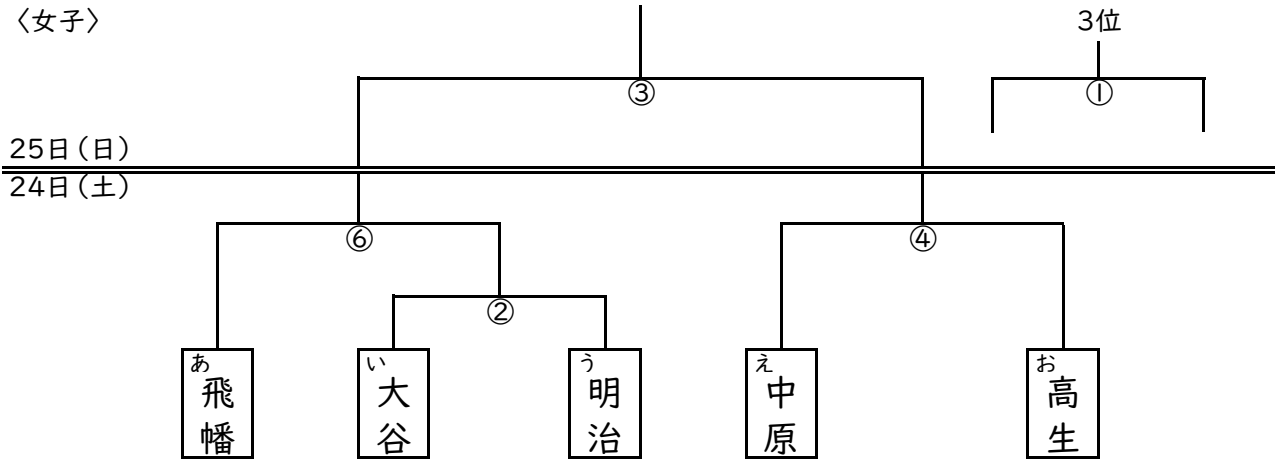 〈女子〉
3位
③
①
25日(日)
24日(土)
⑥
④
②
あ
飛幡
い
大谷
う
明治
え
中原
お
高生